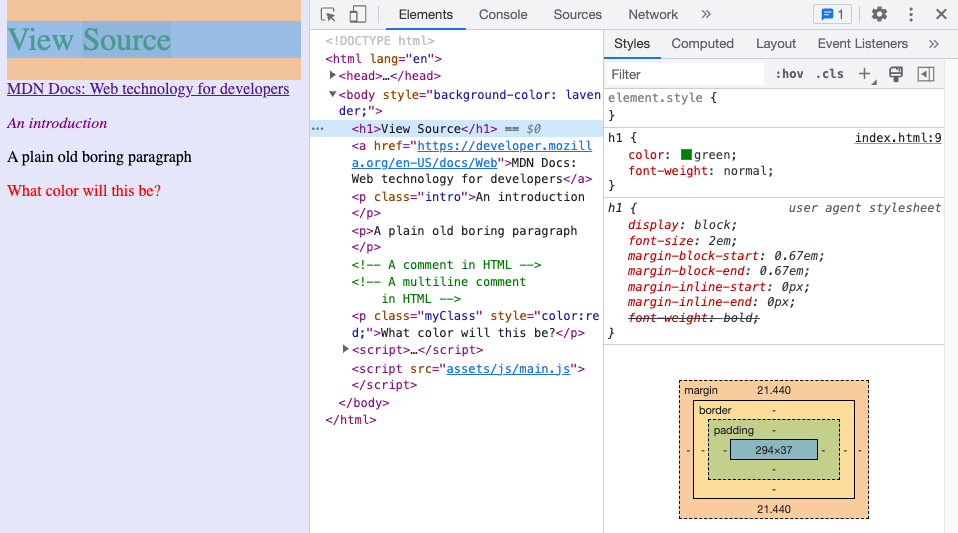 View Source
MDN Docs: Web technology for developers
An introduction
A plain old boring paragraph
What color will this be?
Elements Console Sources Network » 1
<!DOCTYPE html>
<html lang="en">
<head>…</head>
<body style="background-color: laven
der;">
… <h1>View Source</h1> == $0
<a href="https://developer.mozill
a.org/en-US/docs/Web">MDN Docs:
Web technology for developers</a>
<p class="intro">An introduction
</p>
<p>A plain old boring paragraph
</p>
<!-- A comment in HTML -->
<!-- A multiline comment
in HTML -->
<p class="myClass" style="color:re
d;">What color will this be?</p>
<script>…</script>
<script src="assets/js/main.js">
</script>
</body>
</html>
Styles Computed Layout Event Listeners »
Filter :hov .cls +
element.style {
}
h1 { index.html:9
color: green;
font-weight: normal;
}
h1 { user agent stylesheet
display: block;
font-size: 2em;
margin-block-start: 0.67em;
margin-block-end: 0.67em;
margin-inline-start: 0px;
margin-inline-end: 0px;
font-weight: bold;
}
margin 21.440
border -
padding -
- - - 294×37 - - -
-
-
21.440